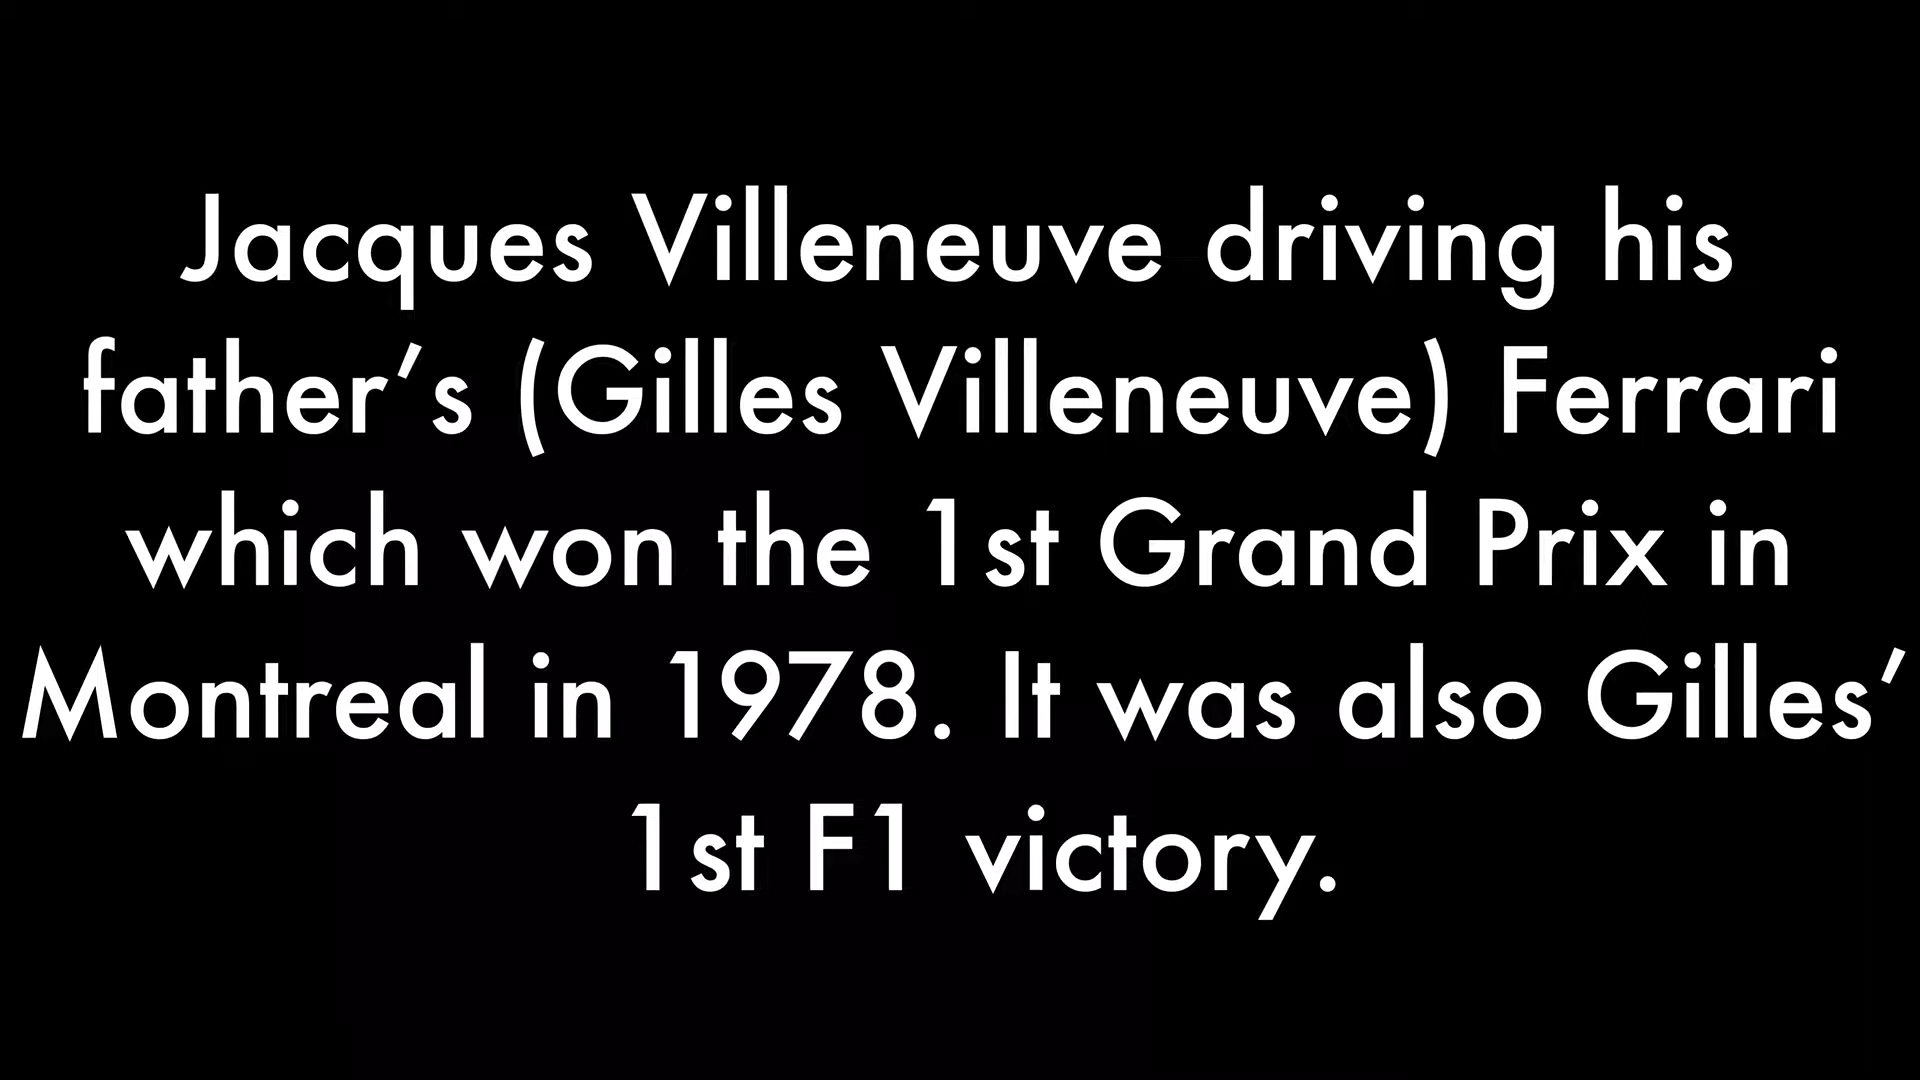 Jacques Villeneuve driving his
father’s (Gilles Villeneuve) Ferrari
which won the 1st Grand Prix in
Montreal in 1978. It was also Gilles’
1st F1 victory.